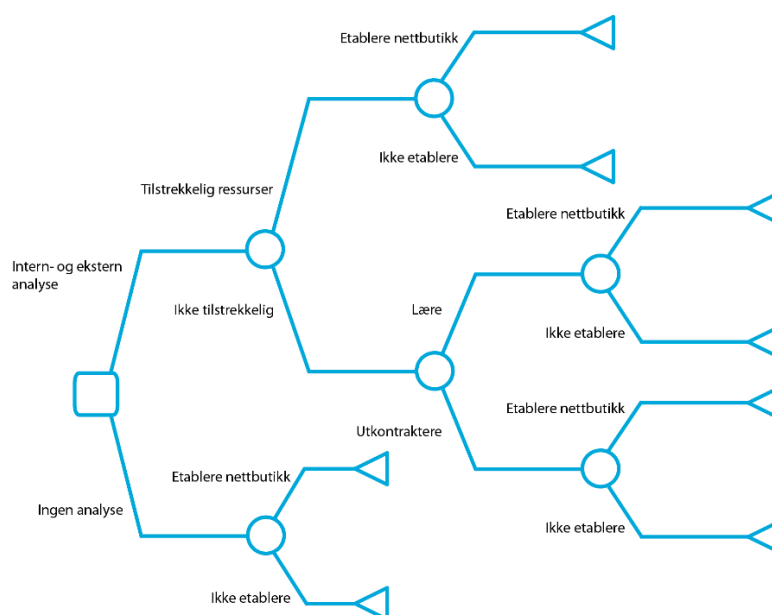 Etablere nettbutikk
Ikke etablere
Tilstrekkelig ressurser
Etablere nettbutikk
Intern- og ekstern
analyse
Ikke tilstrekkelig
Lære
Ikke etablere
Etablere nettbutikk
Utkontraktere
Etablere nettbutikk
Ingen analyse
Ikke etablere
Ikke etablere